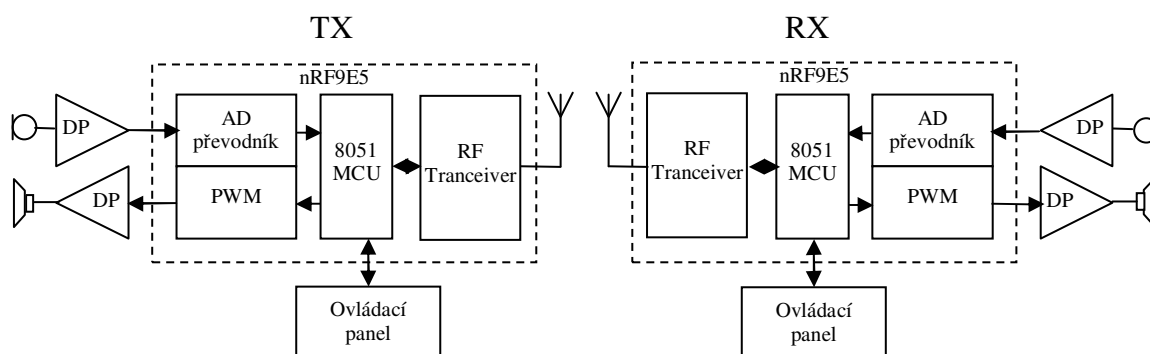 TX
RX
nRF9E5
nRF9E5
DP
AD
převodník
8051
MCU
RF
Tranceiver
DP
PWM
Ovládací
panel
RF
Tranceiver
8051
MCU
AD
převodník
DP
PWM
DP
Ovládací
panel